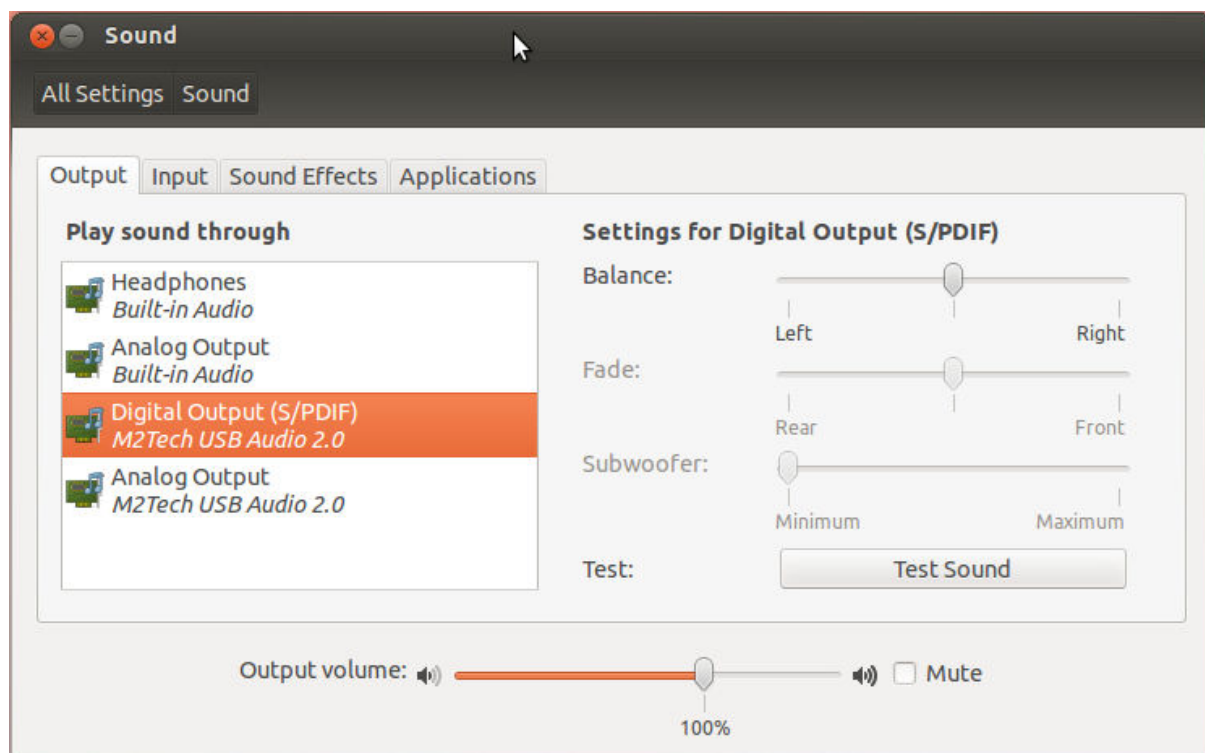 Sound
All Settings Sound
Output Input Sound Effects Applications
Play sound through
Headphones
Built-in Audio
Analog Output
Built-in Audio
Digital Output (S/PDIF)
M2Tech USB Audio 2.0
Analog Output
M2Tech USB Audio 2.0
Settings for Digital Output (S/PDIF)
Balance:
Left Right
Fade:
Rear Front
Subwoofer:
Minimum Maximum
Test: Test Sound
Output volume: Mute
100%